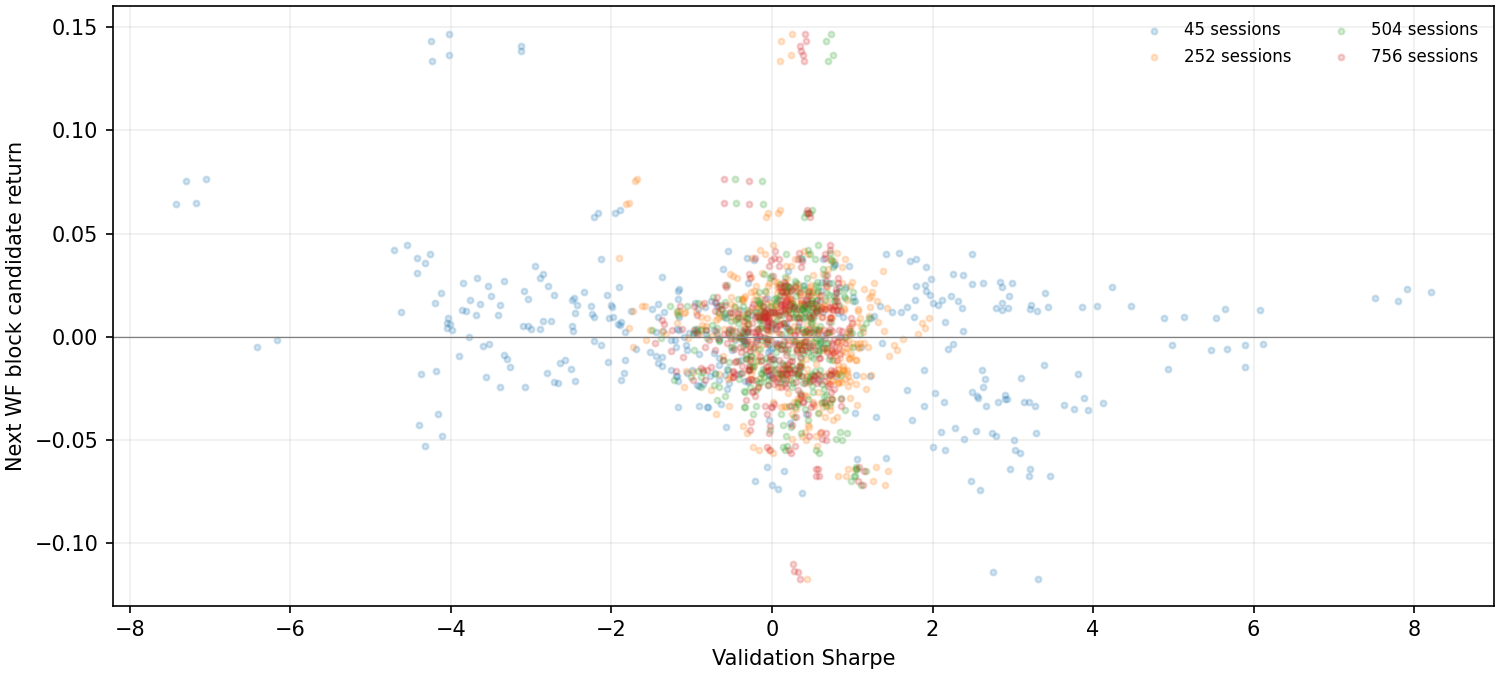 0.15
0.10
0.05
0.00
−0.05
−0.10
Next WF block candidate return
45 sessions
252 sessions
504 sessions
756 sessions
−8 −6 −4 −2 0 2 4 6 8
Validation Sharpe